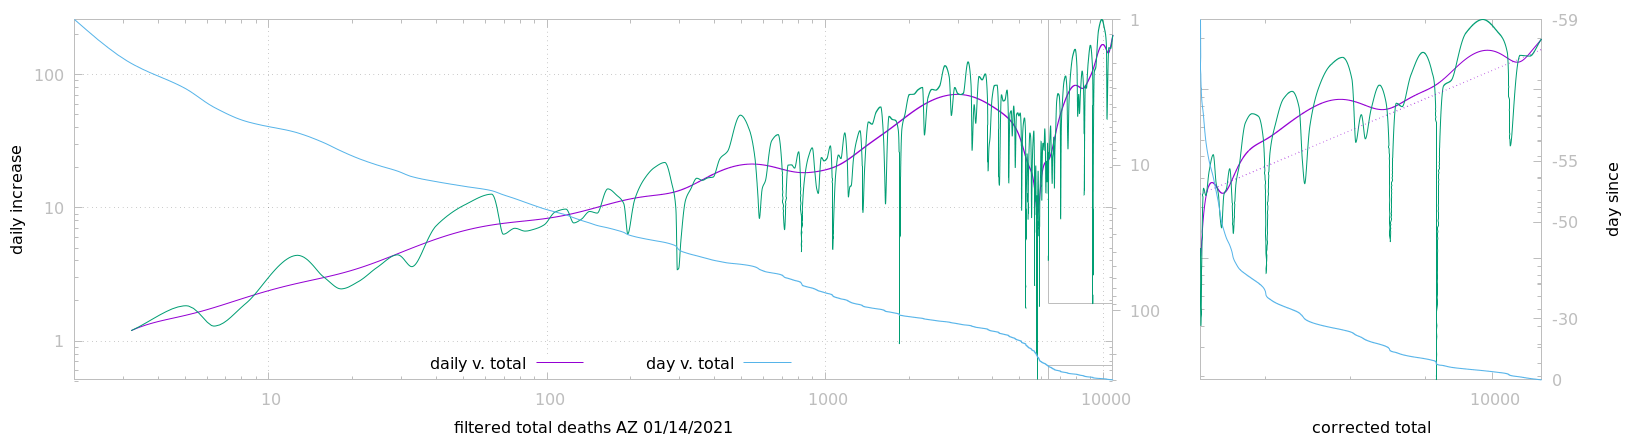 daily increase
100
10
1
daily v. total
day v. total
10
100
1000
10000
filtered total deaths AZ 01/14/2021
1
10
100
-59
-55
-50
-30
0
day since
10000
corrected total